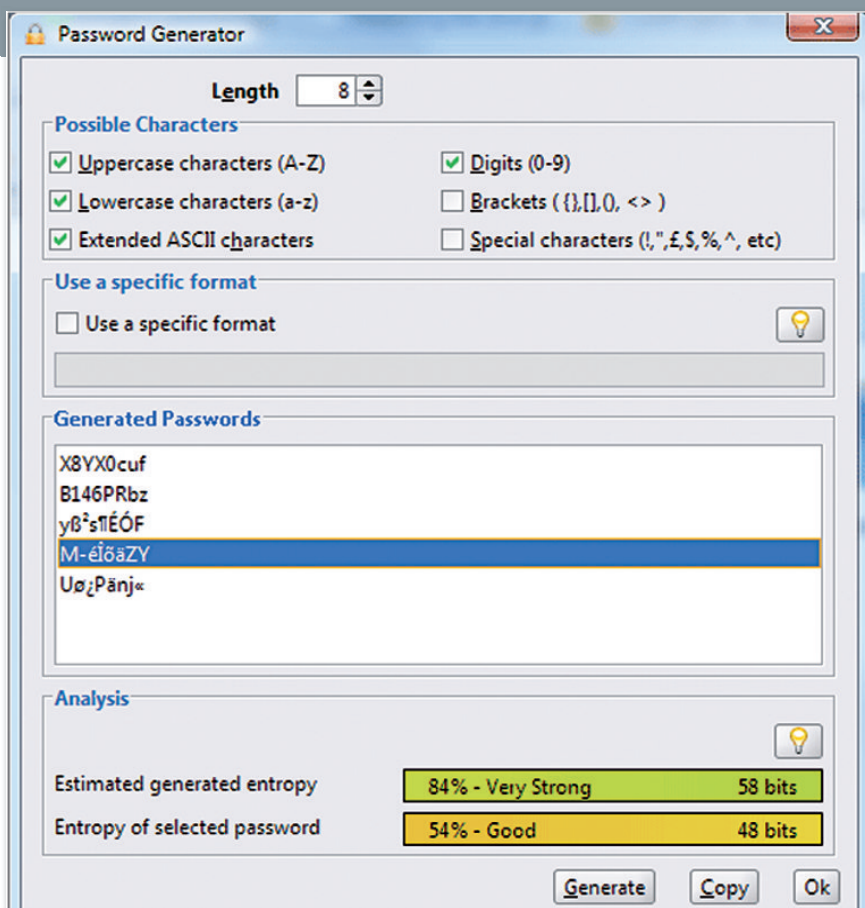 Password Generator
Length 8
Possible Characters
Uppercase characters (A-Z) Digits (0-9)
Lowercase characters (a-z) Brackets ( {},[],(), <> )
Extended ASCII characters Special characters (!,",£,$,%,^, etc)
Use a specific format
Use a specific format
Generated Passwords
X8YX0cuf
B146PRbz
yß²s¶ÉÓF
M-éÎõäZY
Uø¿Pänj«
Analysis
Estimated generated entropy 84% - Very Strong 58 bits
Entropy of selected password 54% - Good 48 bits
Generate Copy Ok